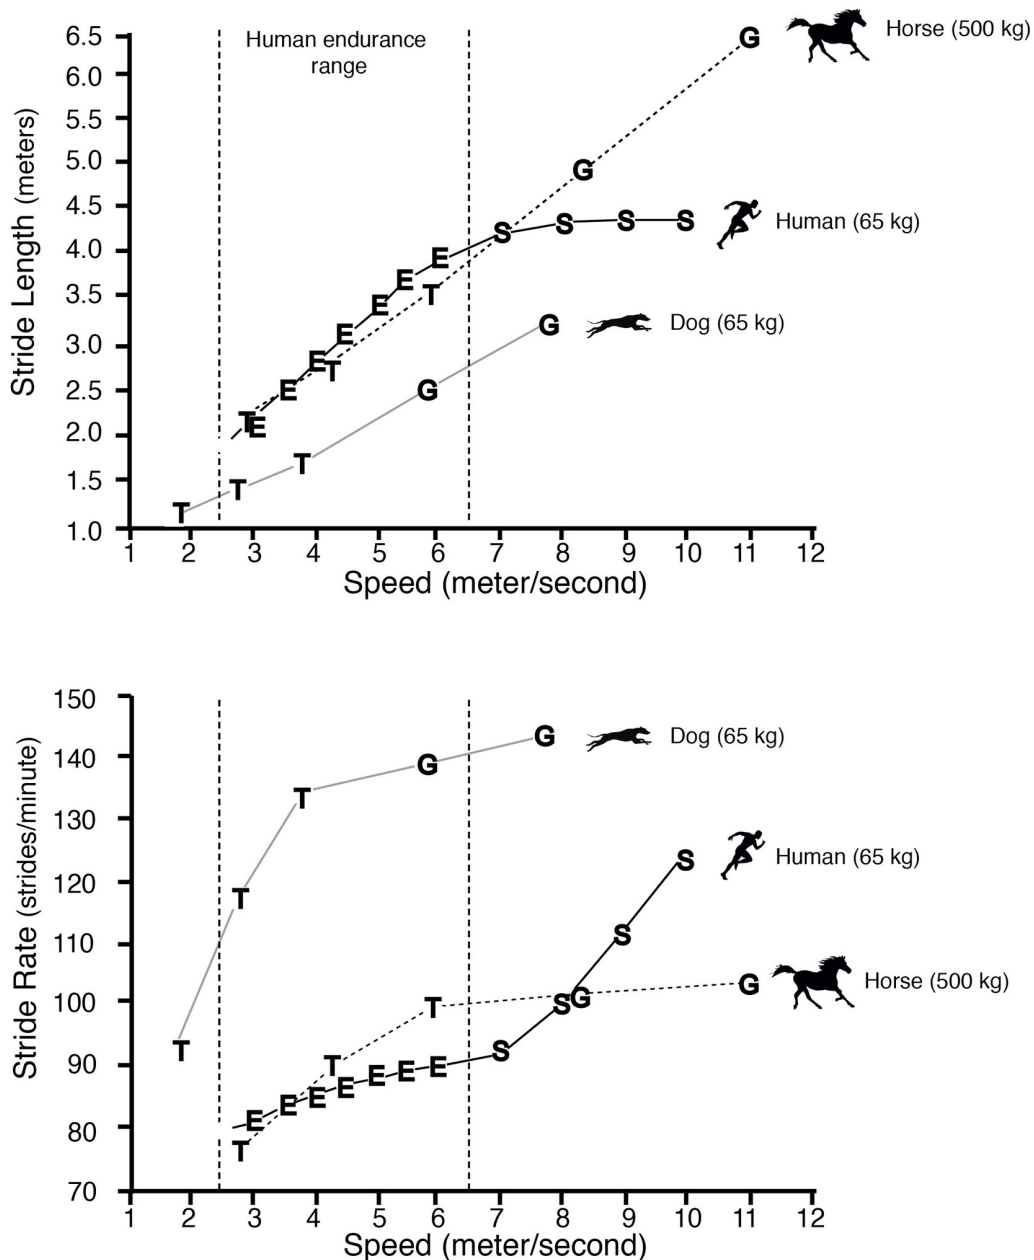 Human endurance
range
Horse (500 kg)
Human (65 kg)
Dog (65 kg)
Stride Length (meters)
6.5
6.0
5.5
5.0
4.5
4.0
3.5
3.0
2.5
2.0
1.5
1.0
G
G
S S S S
E E E E E E E
T T T
G
G
T T T
1 2 3 4 5 6 7 8 9 10 11 12
Speed (meter/second)
Stride Rate (strides/minute)
150
140
130
120
110
100
90
80
70
Dog (65 kg)
Human (65 kg)
Horse (500 kg)
T T T G G
E E E E E E E S S S S
T T T G G
1 2 3 4 5 6 7 8 9 10 11 12
Speed (meter/second)